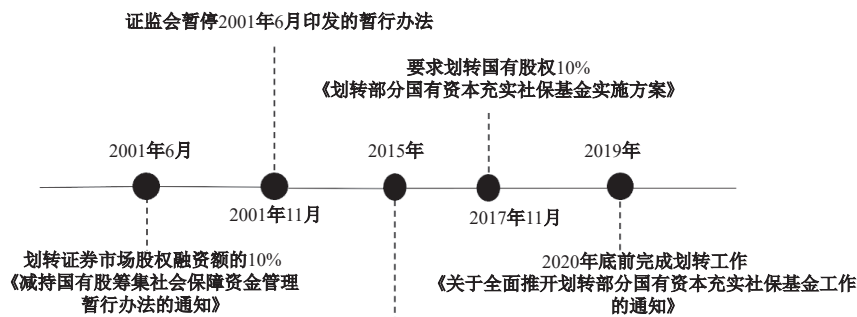 证监会暂停2001年6月印发的暂行办法
要求划转国有股权10%
《划转部分国有资本充实社保基金实施方案》
2001年6月
2015年
2019年
2001年11月
2017年11月
划转证券市场股权融资额的10%
《减持国有股筹集社会保障资金管理
暂行办法的通知》
2020年底前完成划转工作
《关于全面推开划转部分国有资本充实社保基金工作
的通知》